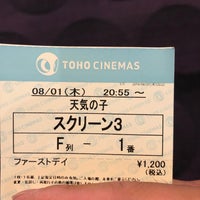 TOHO CINEMAS
08/01(木) 20:55 ～
天気の子
スクリーン3
F列 － 1番
ファーストデイ
¥1,200
(税込)